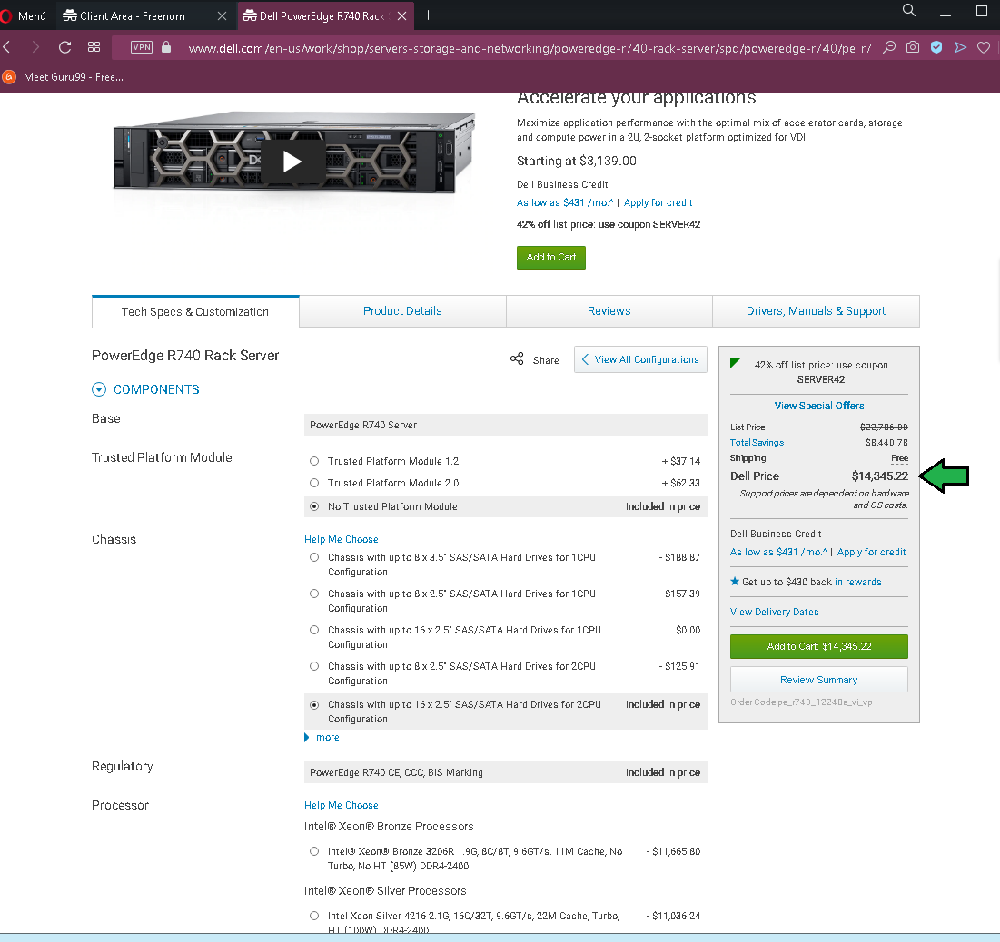 Menú
Client Area - Freenom
Dell PowerEdge R740 Rack
VPN
www.dell.com/en-us/work/shop/servers-storage-and-networking/poweredge-r740-rack-server/spd/poweredge-r740/pe_r7
Meet Guru99 - Free...
Accelerate your applications
Maximize application performance with the optimal mix of accelerator cards, storage
and compute power in a 2U, 2-socket platform optimized for VDI.
Starting at $3,139.00
Dell Business Credit
As low as $431 /mo.^ | Apply for credit
42% off list price: use coupon SERVER42
Add to Cart
Tech Specs & Customization
Product Details
Reviews
Drivers, Manuals & Support
PowerEdge R740 Rack Server
Share
View All Configurations
COMPONENTS
Base
PowerEdge R740 Server
Trusted Platform Module
Trusted Platform Module 1.2 + $37.14
Trusted Platform Module 2.0 + $62.33
No Trusted Platform Module Included in price
Chassis
Help Me Choose
Chassis with up to 8 x 3.5" SAS/SATA Hard Drives for 1CPU - $188.87
Configuration
Chassis with up to 8 x 2.5" SAS/SATA Hard Drives for 1CPU - $157.39
Configuration
Chassis with up to 16 x 2.5" SAS/SATA Hard Drives for 1CPU $0.00
Configuration
Chassis with up to 8 x 2.5" SAS/SATA Hard Drives for 2CPU - $125.91
Configuration
Chassis with up to 16 x 2.5" SAS/SATA Hard Drives for 2CPU Included in price
Configuration
more
Regulatory
PowerEdge R740 CE, CCC, BIS Marking Included in price
Processor
Help Me Choose
Intel® Xeon® Bronze Processors
Intel® Xeon® Bronze 3206R 1.9G, 8C/8T, 9.6GT/s, 11M Cache, No - $11,665.80
Turbo, No HT (85W) DDR4-2400
Intel® Xeon® Silver Processors
Intel Xeon Silver 4216 2.1G, 16C/32T, 9.6GT/s, 22M Cache, Turbo, - $11,036.24
HT (100W) DDR4-2400
42% off list price: use coupon
SERVER42
View Special Offers
List Price $22,786.00
Total Savings $8,440.78
Shipping Free
Dell Price $14,345.22
Support prices are dependent on hardware
and OS costs.
Dell Business Credit
As low as $431 /mo.^ | Apply for credit
Get up to $430 back in rewards
View Delivery Dates
Add to Cart: $14,345.22
Review Summary
Order Code pe_r740_12248a_vi_vp